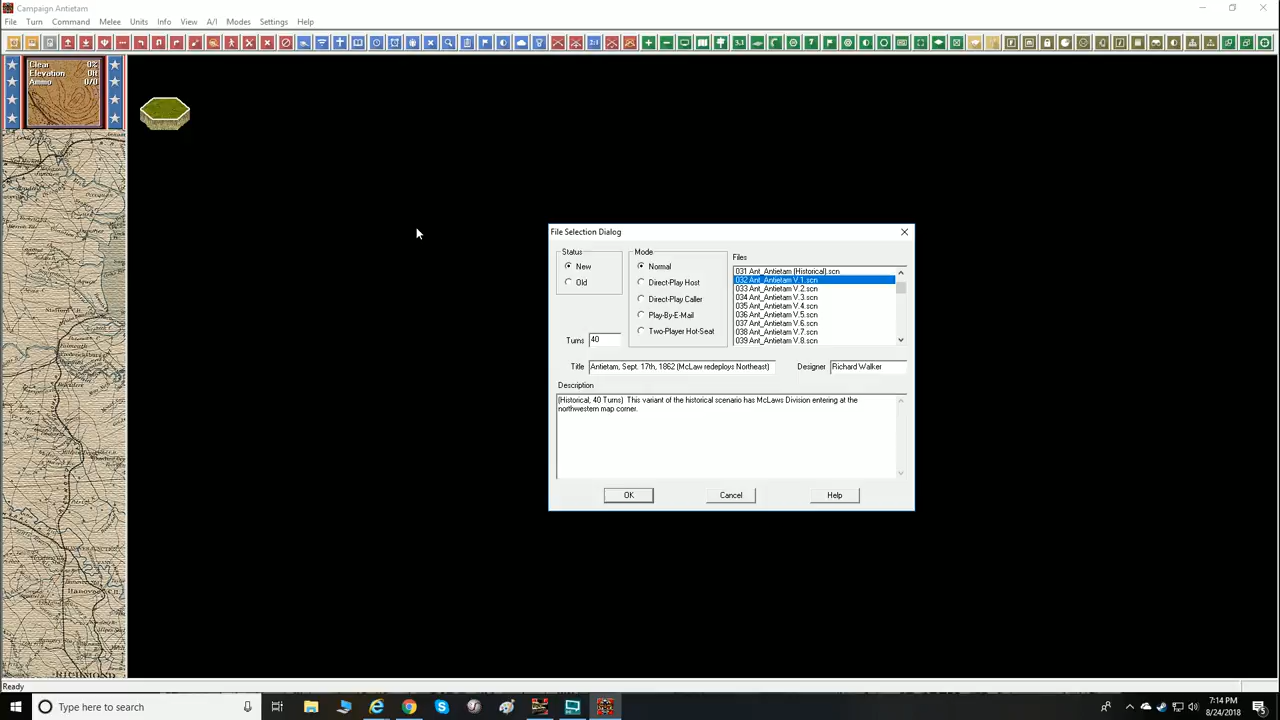 Campaign Antietam
File Turn Command Melee Units Info View A/I Modes Settings Help
Clear 0%
Elevation 0ft
Ammo 0/0
File Selection Dialog
Status
New
Old
Turns 40
Mode
Normal
Direct-Play Host
Direct-Play Caller
Play-By-E-Mail
Two-Player Hot-Seat
Files
031 Ant_Antietam (Historical).scn
032 Ant_Antietam V.1.scn
033 Ant_Antietam V.2.scn
034 Ant_Antietam V.3.scn
035 Ant_Antietam V.4.scn
036 Ant_Antietam V.5.scn
037 Ant_Antietam V.6.scn
038 Ant_Antietam V.7.scn
039 Ant_Antietam V.8.scn
Title Antietam, Sept. 17th, 1862 (McLaw redeploys Northeast) Designer Richard Walker
Description
(Historical, 40 Turns) This variant of the historical scenario has McLaws Division entering at the
northwestern map corner.
OK Cancel Help
RICHMOND
Ready
Type here to search
7:14 PM
8/24/2018